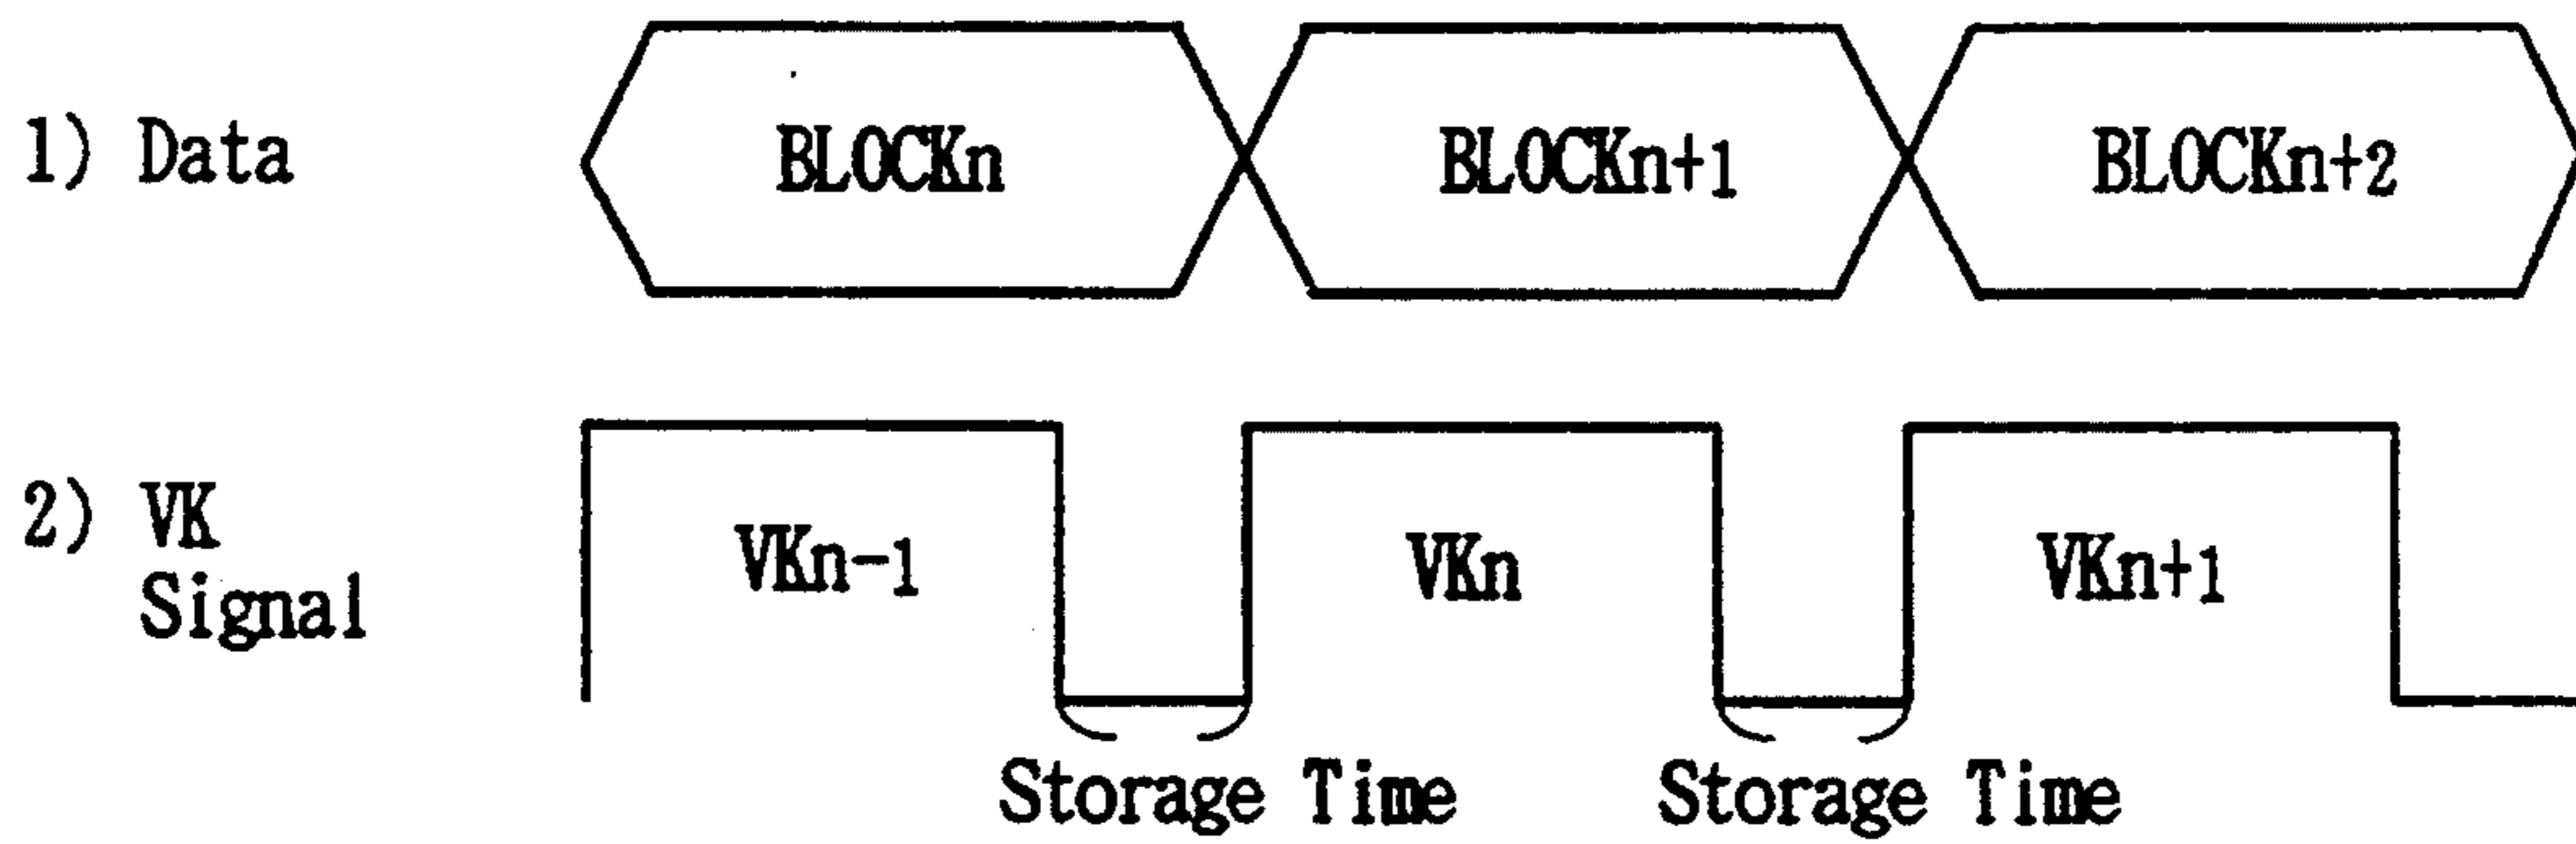 1) Data
BLOCKn
BLOCKn+1
BLOCKn+2
2) VK
Signal
VKn-1
VKn
VKn+1
Storage Time
Storage Time